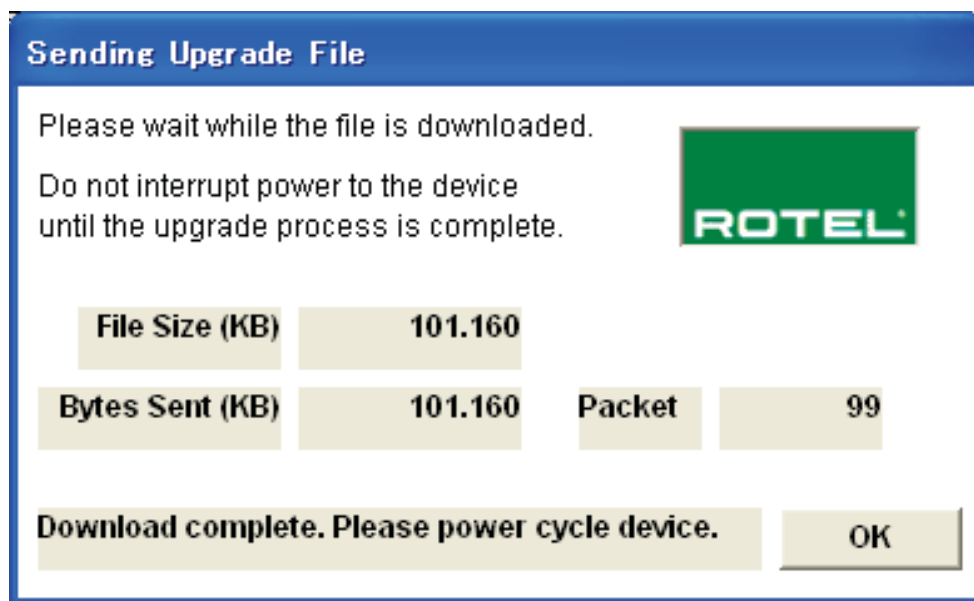 Sending Upgrade File
Please wait while the file is downloaded.
Do not interrupt power to the device
until the upgrade process is complete.
ROTEL
File Size (KB) 101.160
Bytes Sent (KB) 101.160 Packet 99
Download complete. Please power cycle device. OK